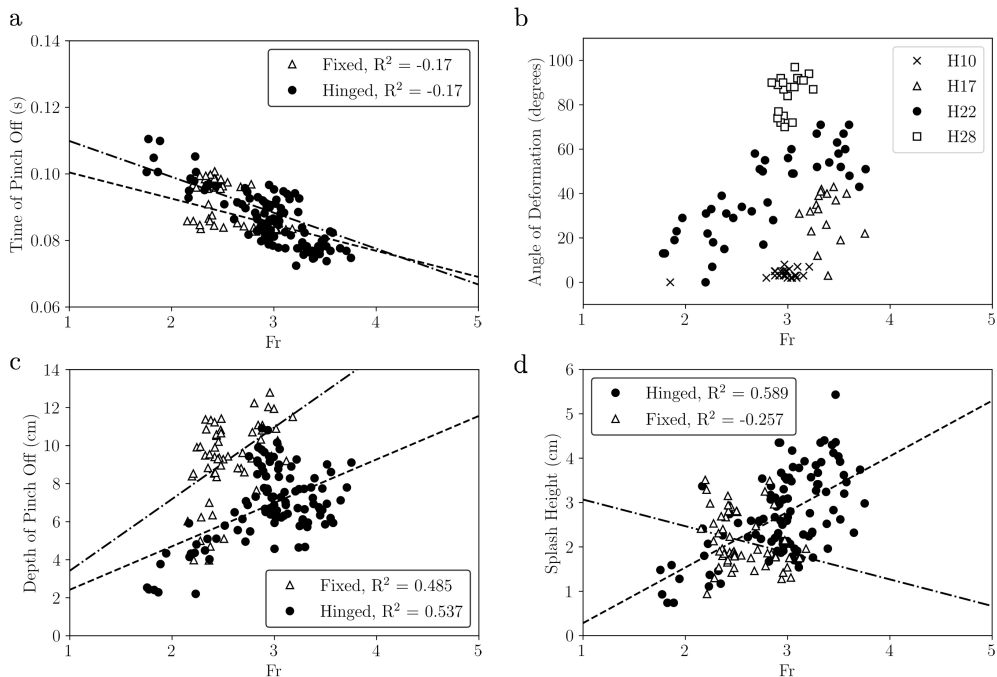 a
0.14
0.12
0.10
0.08
0.06
Time of Pinch Off (s)
Fixed, R² = -0.17
Hinged, R² = -0.17
1 2 3 4 5
Fr
b
100
80
60
40
20
0
Angle of Deformation (degrees)
H10
H17
H22
H28
1 2 3 4 5
Fr
c
14
12
10
8
6
4
2
0
Depth of Pinch Off (cm)
Fixed, R² = 0.485
Hinged, R² = 0.537
1 2 3 4 5
Fr
d
6
5
4
3
2
1
0
Splash Height (cm)
Hinged, R² = 0.589
Fixed, R² = -0.257
1 2 3 4 5
Fr